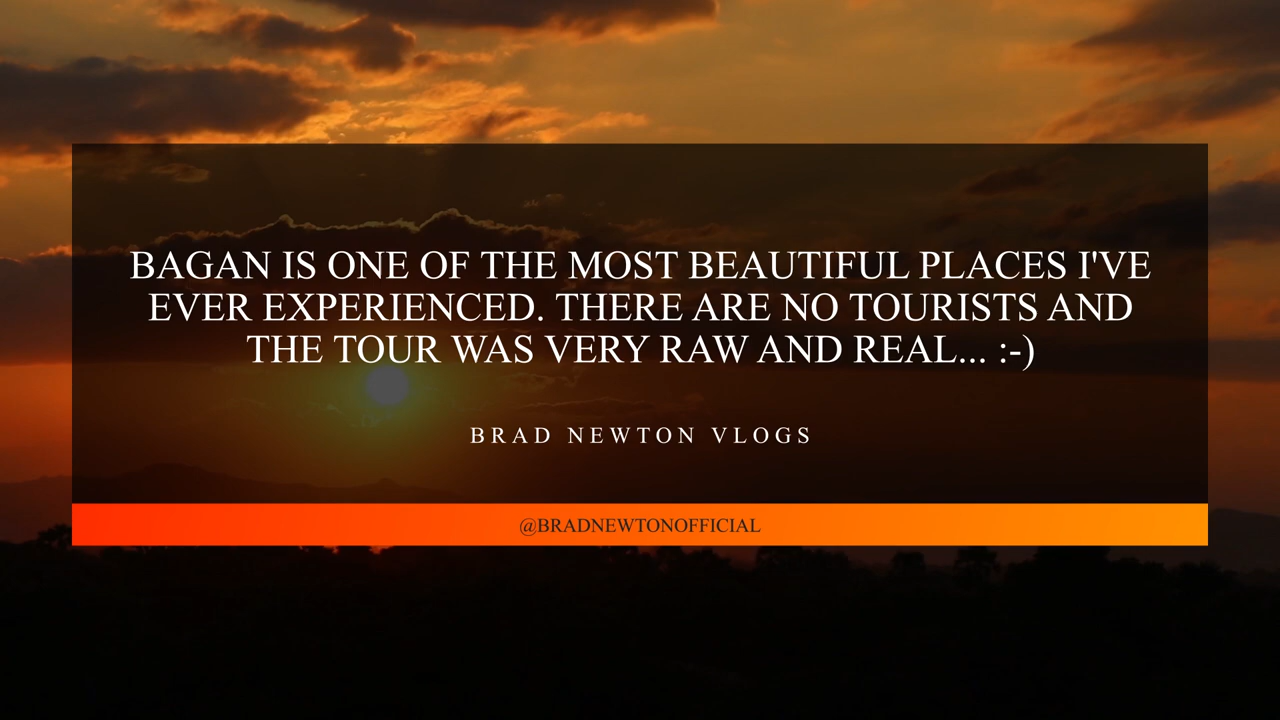 BAGAN IS ONE OF THE MOST BEAUTIFUL PLACES I'VE
EVER EXPERIENCED. THERE ARE NO TOURISTS AND
THE TOUR WAS VERY RAW AND REAL... :-)
BRAD NEWTON VLOGS
@BRADNEWTONOFFICIAL